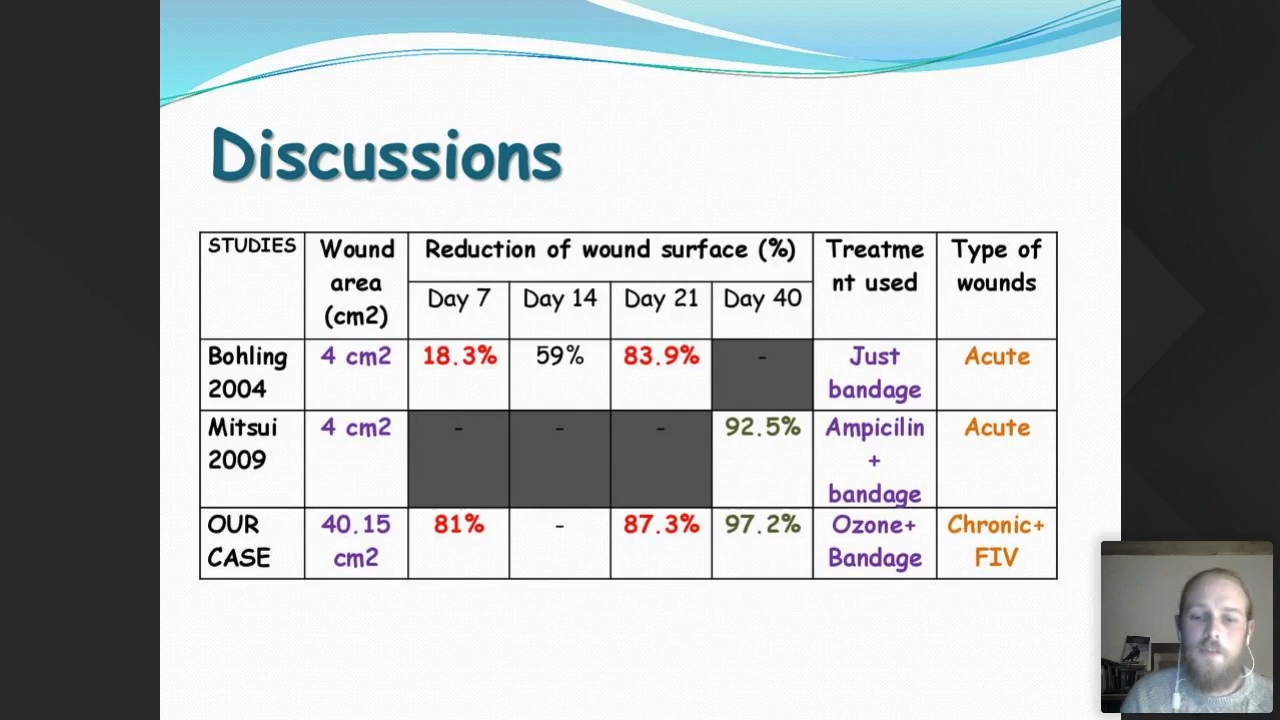 Discussions
STUDIES Wound area (cm2) Reduction of wound surface (%) Treatme nt used Type of wounds
Day 7 Day 14 Day 21 Day 40
Bohling 2004 4 cm2 18.3% 59% 83.9% - Just bandage Acute
Mitsui 2009 4 cm2 - - - 92.5% Ampicilin + bandage Acute
OUR CASE 40.15 cm2 81% - 87.3% 97.2% Ozone+ Bandage Chronic+ FIV